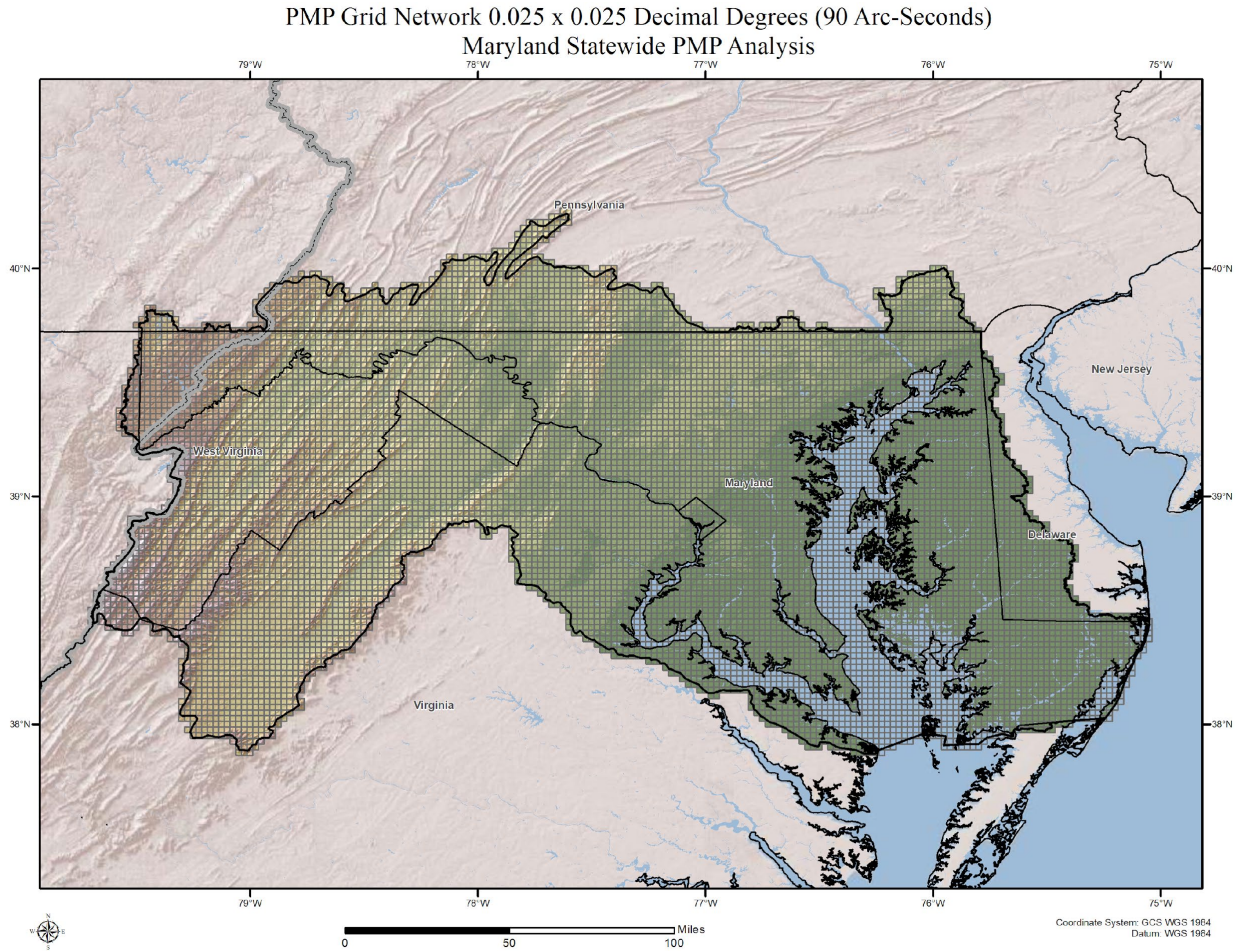 PMP Grid Network 0.025 x 0.025 Decimal Degrees (90 Arc-Seconds)
Maryland Statewide PMP Analysis
79°W 78°W 77°W 76°W 75°W
Pennsylvania
40°N 40°N
New Jersey
West Virginia
Maryland
39°N 39°N
Delaware
Virginia
38°N 38°N
79°W 78°W 77°W 76°W 75°W
N
W E
S
Miles
0 50 100
Coordinate System: GCS WGS 1984
Datum: WGS 1984